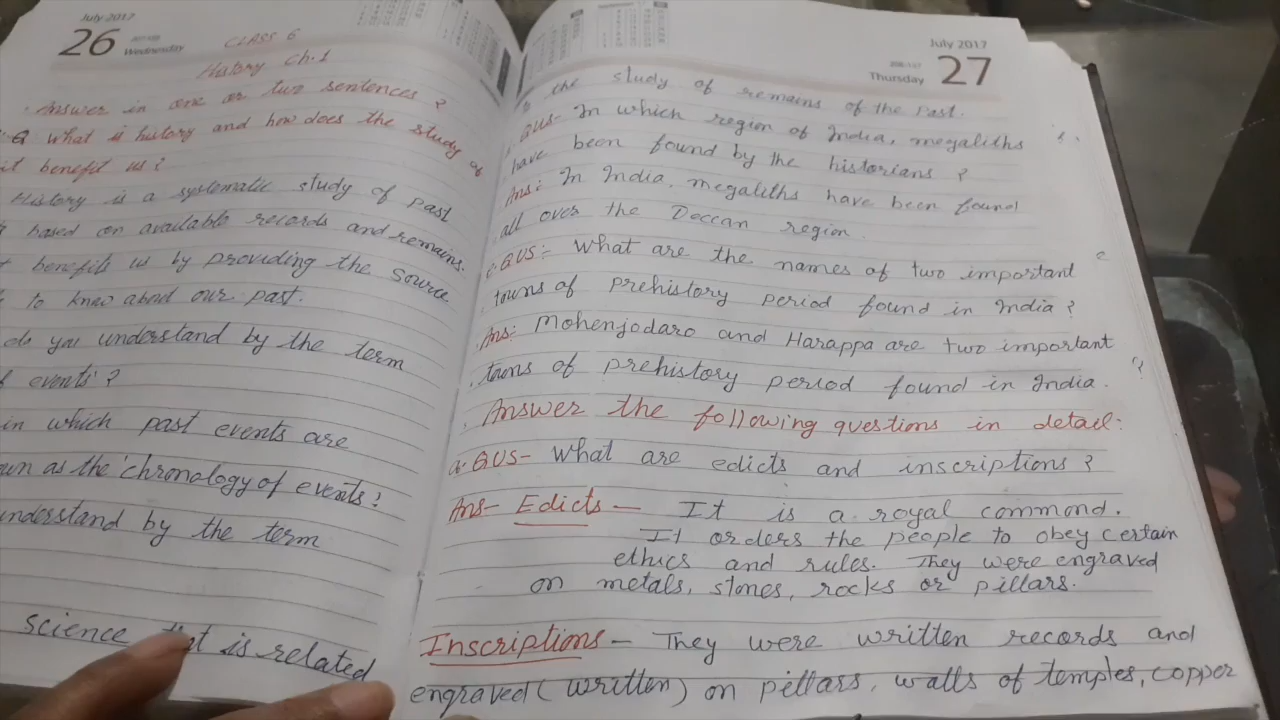 July 2017
26 Wednesday
CLASS 6
History Ch.1
Answer in one or two sentences?
Q What is history and how does the study of
it benefit us?
History is a systematic study of past
based on available records and remains.
benefits us by providing the source
to know about our past.
do you understand by the term
events'?
in which past events are
as the 'chronology of events?
understand by the term
science that is related
July 2017
Thursday 27
the study of remains of the Past.
QUS- In which region of India, megaliths
have been found by the historians?
Ans: In India, megaliths have been found
all over the Deccan region.
QUS:- What are the names of two important
towns of prehistory period found in India?
Ans: Mohenjodaro and Harappa are two important
towns of prehistory period found in India.
Answer the following questions in detail:
a. QUS- What are edicts and inscriptions?
Ans- Edicts - It is a royal commond.
It orders the people to obey certain
ethics and rules. They were engraved
on metals, stones, rocks or pillars.
Inscriptions - They were written records and
engraved (written) on pillars, walls of temples, copper